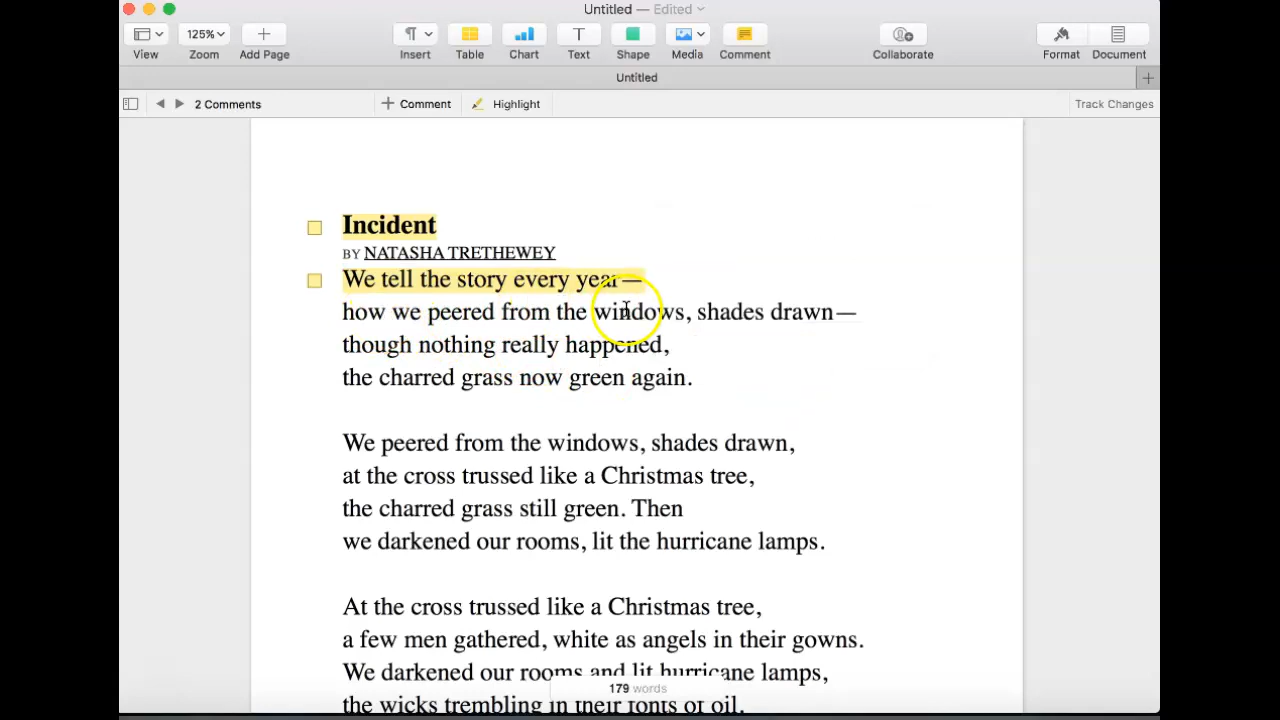 Untitled — Edited
125%
View
Zoom
Add Page
Insert
Table
Chart
Text
Shape
Media
Comment
Collaborate
Format
Document
Untitled
2 Comments
Comment
Highlight
Track Changes
Incident
BY NATASHA TRETHEWEY
We tell the story every year—
how we peered from the windows, shades drawn—
though nothing really happened,
the charred grass now green again.
We peered from the windows, shades drawn,
at the cross trussed like a Christmas tree,
the charred grass still green. Then
we darkened our rooms, lit the hurricane lamps.
At the cross trussed like a Christmas tree,
a few men gathered, white as angels in their gowns.
We darkened our rooms and lit hurricane lamps,
the wicks trembling in their fonts of oil.
179 words